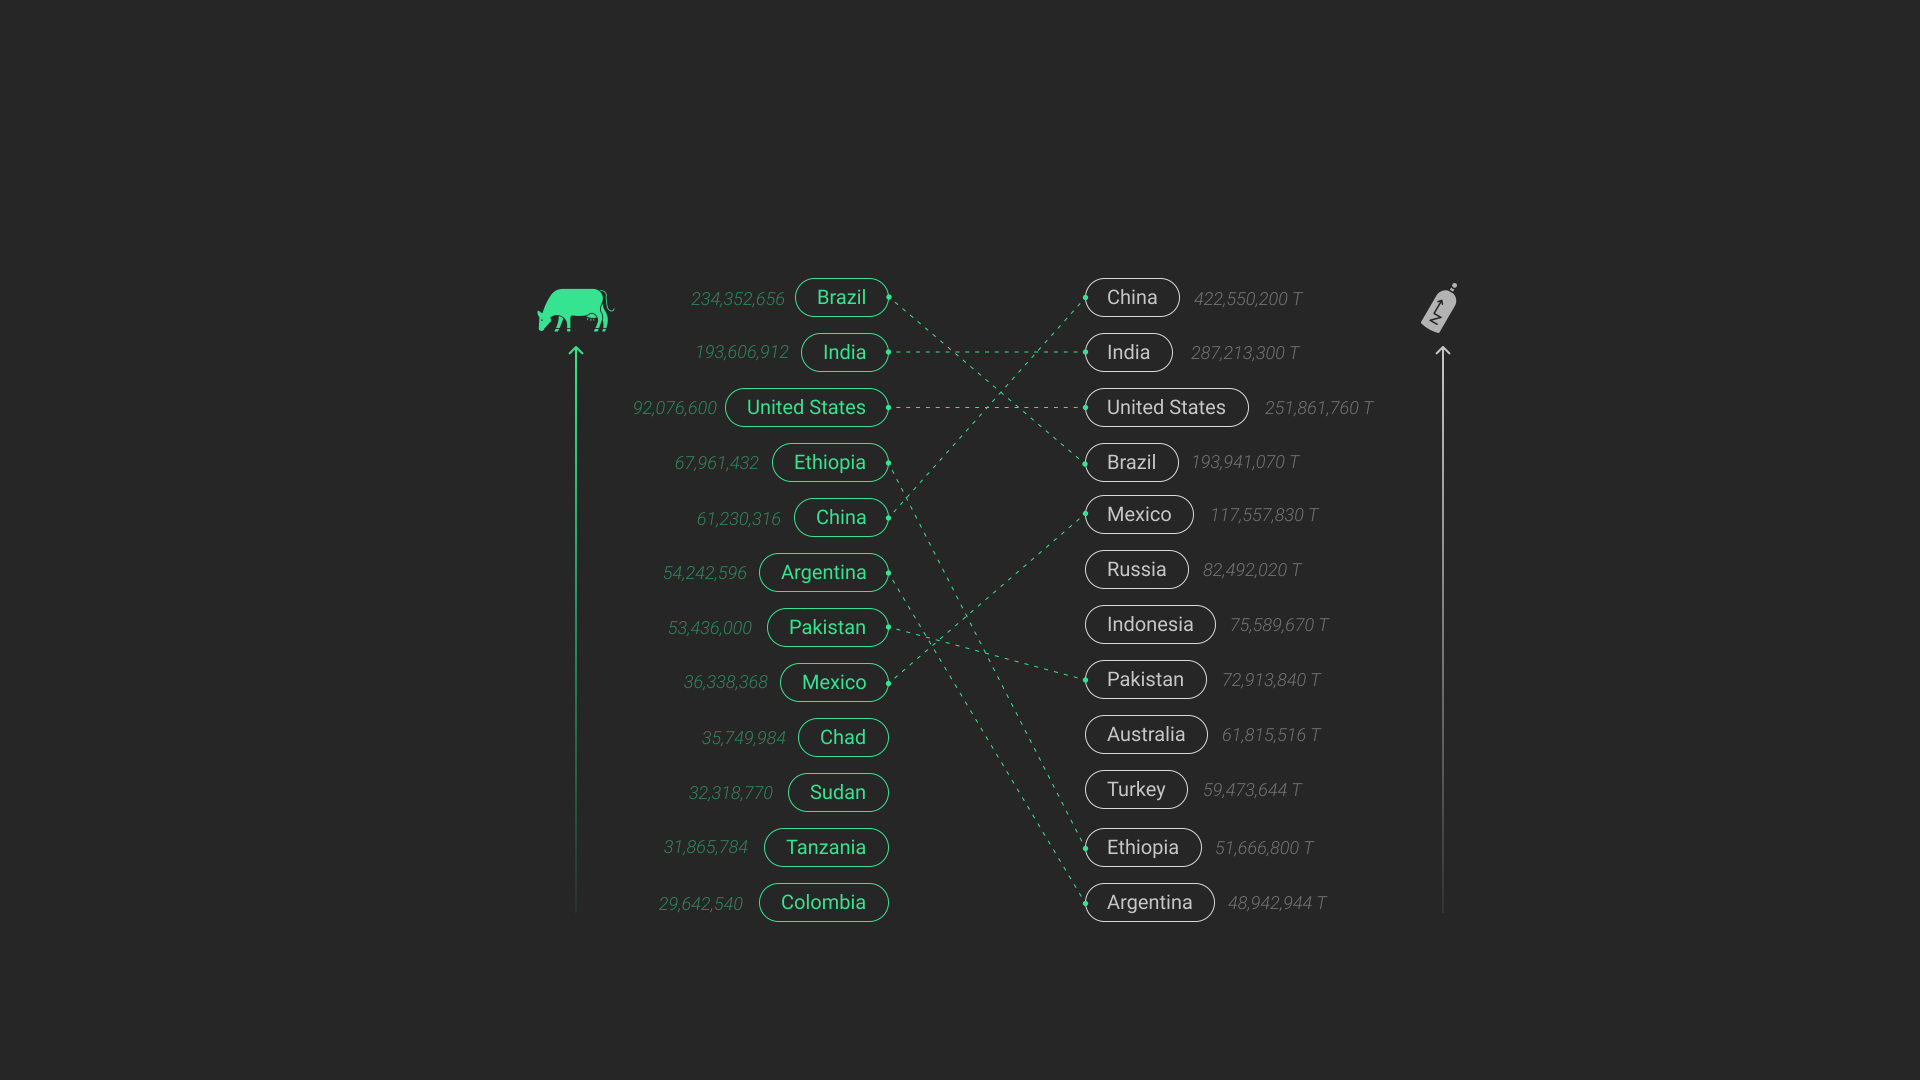 234,352,656 Brazil China 422,550,200 T
193,606,912 India India 287,213,300 T
92,076,600 United States United States 251,861,760 T
67,961,432 Ethiopia Brazil 193,941,070 T
61,230,316 China Mexico 117,557,830 T
54,242,596 Argentina Russia 82,492,020 T
53,436,000 Pakistan Indonesia 75,589,670 T
36,338,368 Mexico Pakistan 72,913,840 T
35,749,984 Chad Australia 61,815,516 T
32,318,770 Sudan Turkey 59,473,644 T
31,865,784 Tanzania Ethiopia 51,666,800 T
29,642,540 Colombia Argentina 48,942,944 T